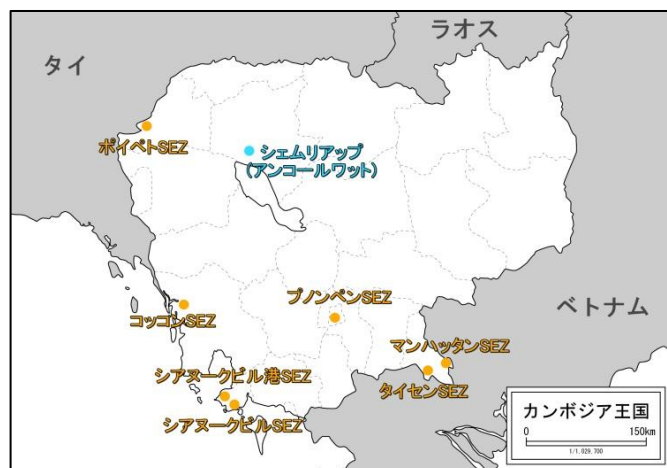 ラオス
タイ
ポイペトSEZ
シェムリアップ
（アンコールワット）
プノンペンSEZ
ベトナム
コッコンSEZ
マンハッタンSEZ
タイセンSEZ
シアヌークビル港SEZ
シアヌークビルSEZ
カンボジア王国
0 150km
1/1,029,700